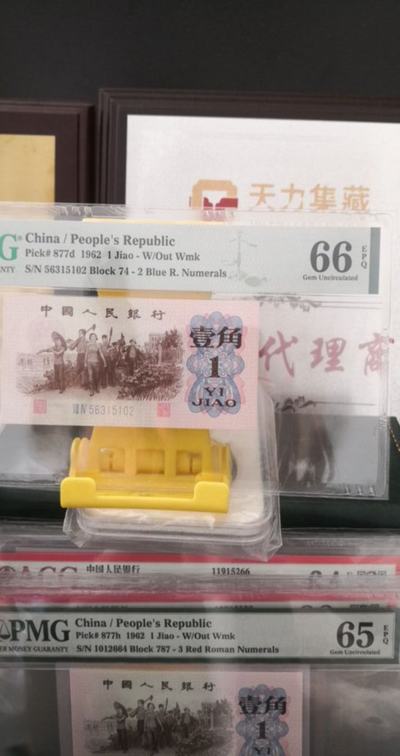 天力集藏
China / People's Republic
Pick# 877d 1962 1 Jiao - W/Out Wmk
S/N 56315102 Block 74 - 2 Blue R. Numerals
66
EPQ
Gem Uncirculated
中國人民銀行
壹角
1
YI
JIAO
56315102
代理商
中国人民银行
11915266
PMG
China / People's Republic
Pick# 877h 1962 1 Jiao - W/Out Wmk
S/N 1012664 Block 787 - 3 Red Roman Numerals
65
EPQ
Gem Uncirculated
中國人民銀行
壹角
1